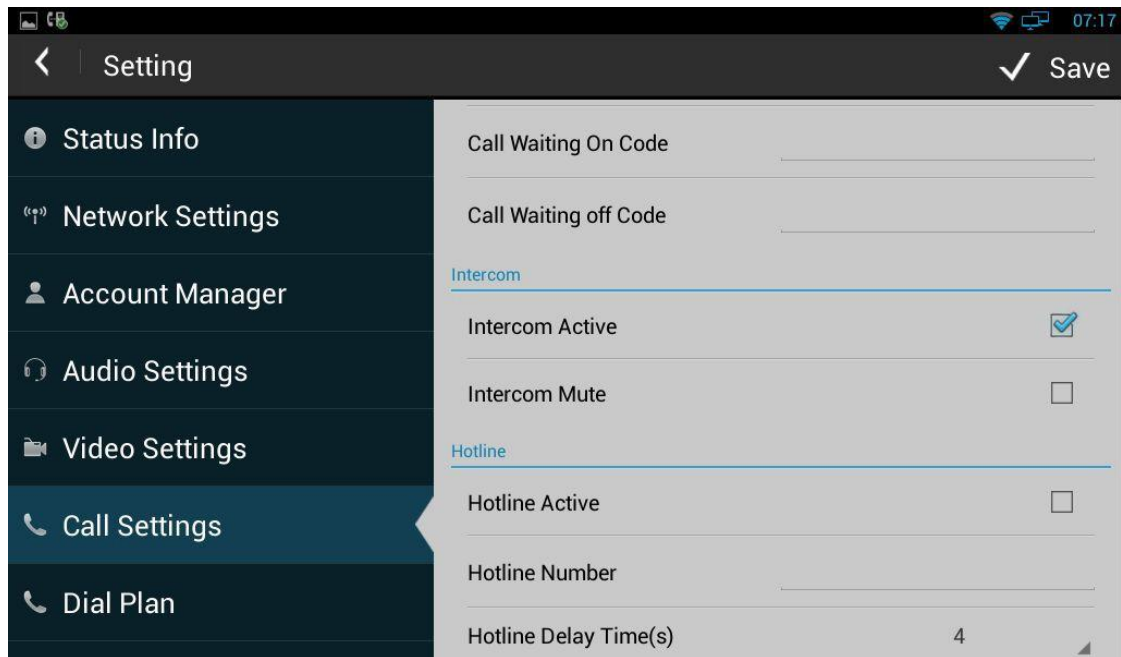 07:17
Setting
Save
Status Info
Network Settings
Account Manager
Audio Settings
Video Settings
Call Settings
Dial Plan
Call Waiting On Code
Call Waiting off Code
Intercom
Intercom Active
Intercom Mute
Hotline
Hotline Active
Hotline Number
Hotline Delay Time(s) 4